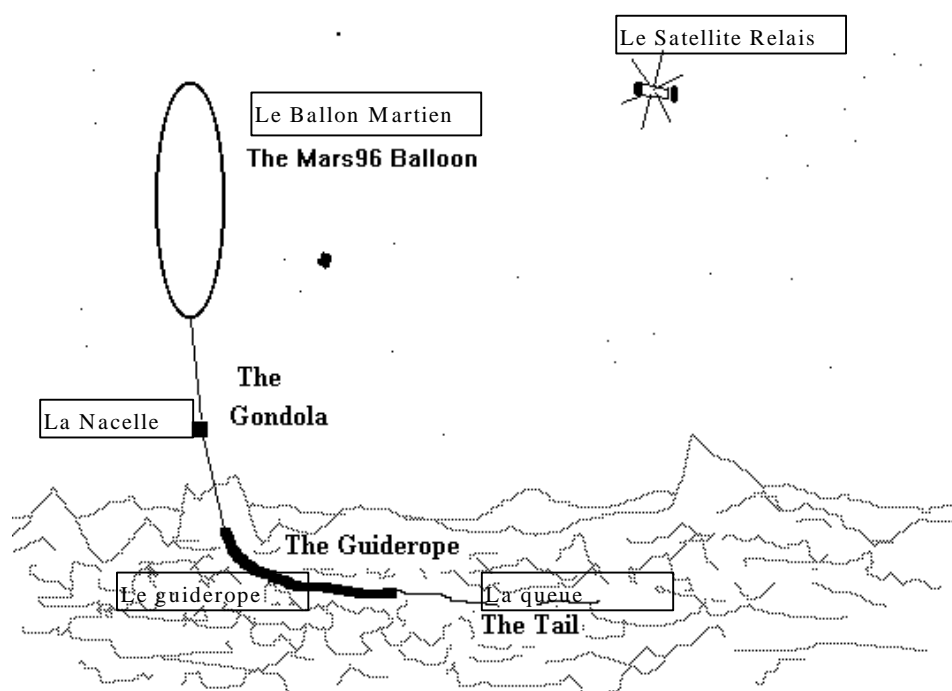 Le Satellite Relais
Le Ballon Martien
The Mars96 Balloon
The
Gondola
La Nacelle
The Guiderope
Le guiderope
La queue
The Tail